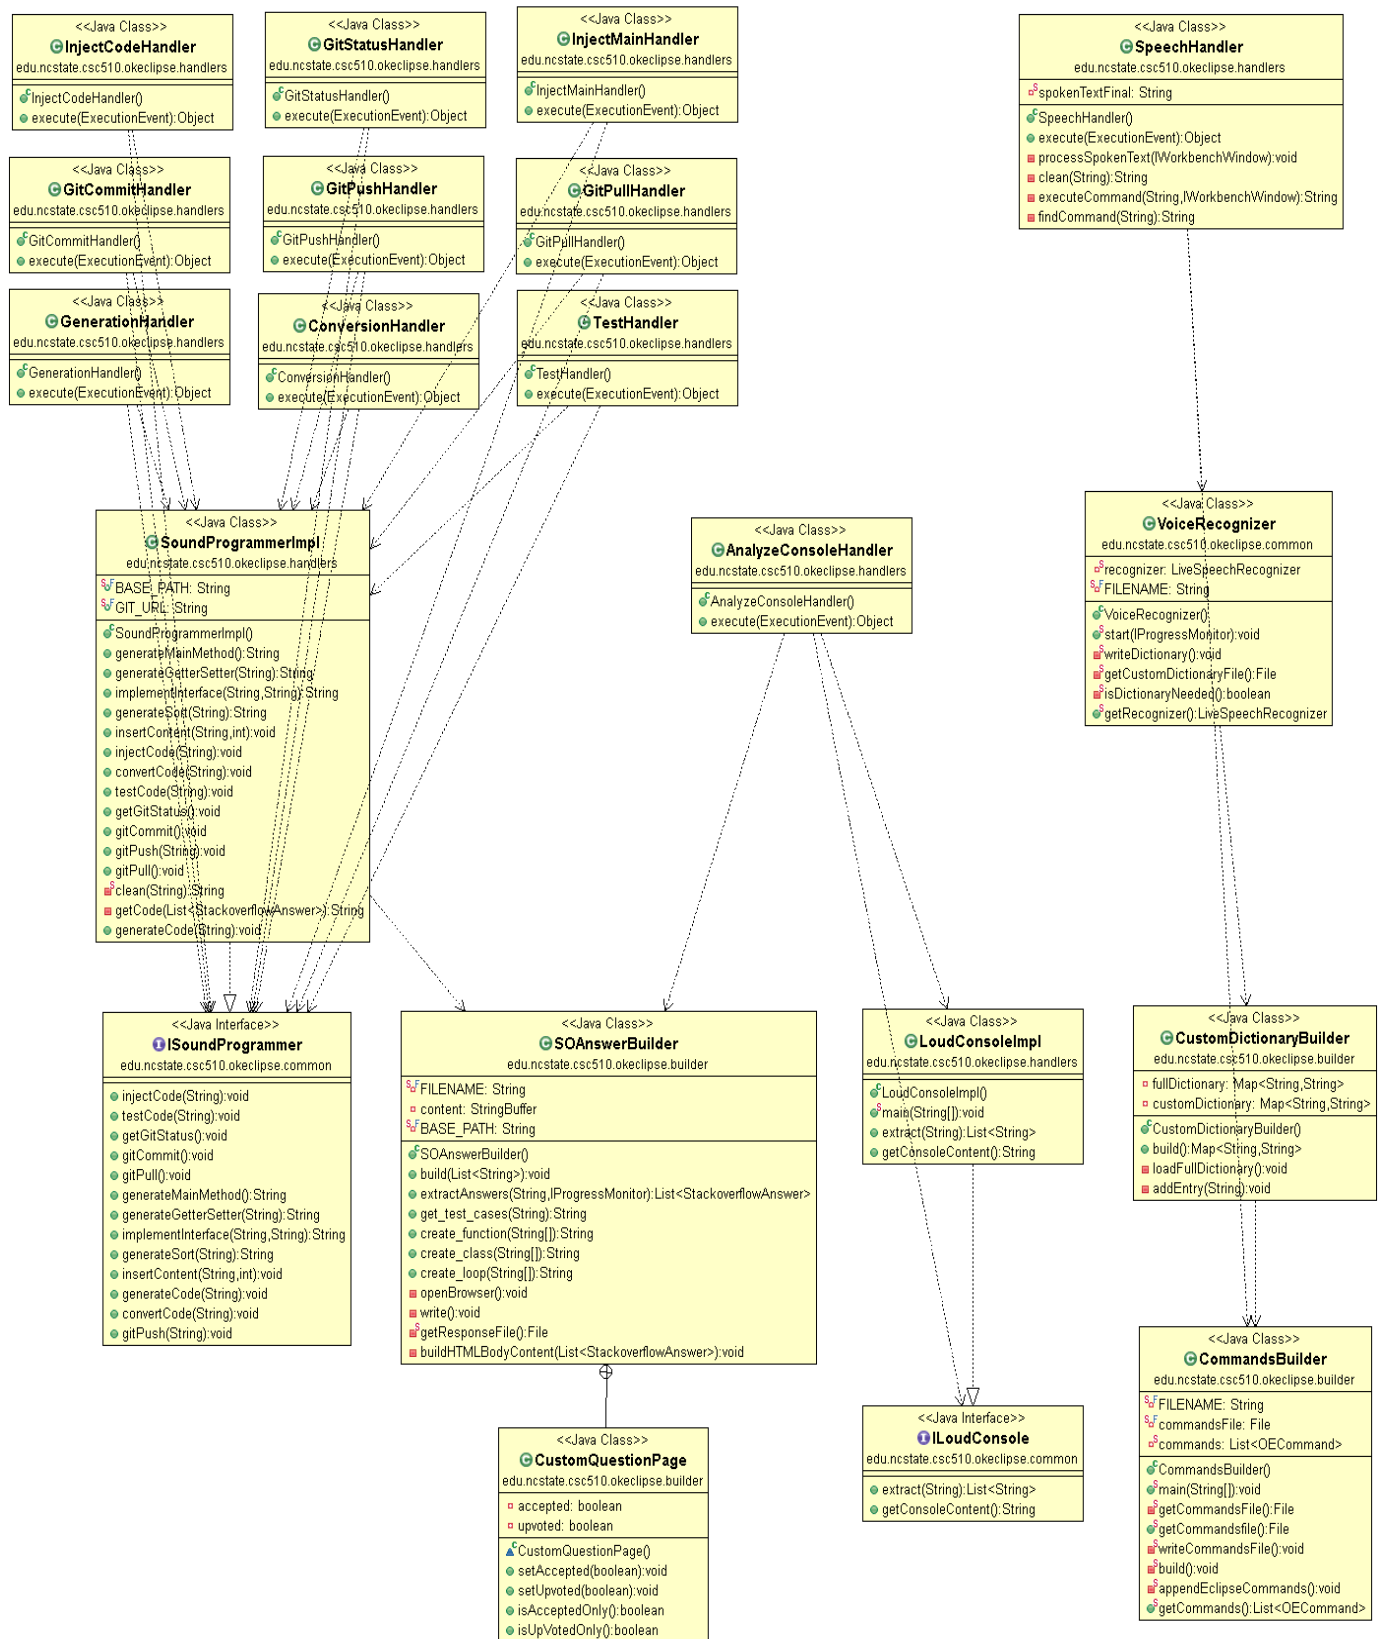 <<Java Class>>
InjectCodeHandler
edu.ncstate.csc510.okeclipse.handlers
InjectCodeHandler()
execute(ExecutionEvent):Object
<<Java Class>>
GitStatusHandler
edu.ncstate.csc510.okeclipse.handlers
GitStatusHandler()
execute(ExecutionEvent):Object
<<Java Class>>
InjectMainHandler
edu.ncstate.csc510.okeclipse.handlers
InjectMainHandler()
execute(ExecutionEvent):Object
<<Java Class>>
SpeechHandler
edu.ncstate.csc510.okeclipse.handlers
spokenTextFinal: String
SpeechHandler()
execute(ExecutionEvent):Object
processSpokenText(IWorkbenchWindow):void
clean(String):String
executeCommand(String,IWorkbenchWindow):String
findCommand(String):String
<<Java Class>>
GitCommitHandler
edu.ncstate.csc510.okeclipse.handlers
GitCommitHandler()
execute(ExecutionEvent):Object
<<Java Class>>
GitPushHandler
edu.ncstate.csc510.okeclipse.handlers
GitPushHandler()
execute(ExecutionEvent):Object
<<Java Class>>
GitPullHandler
edu.ncstate.csc510.okeclipse.handlers
GitPullHandler()
execute(ExecutionEvent):Object
<<Java Class>>
GenerationHandler
edu.ncstate.csc510.okeclipse.handlers
GenerationHandler()
execute(ExecutionEvent):Object
<<Java Class>>
ConversionHandler
edu.ncstate.csc510.okeclipse.handlers
ConversionHandler()
execute(ExecutionEvent):Object
<<Java Class>>
TestHandler
edu.ncstate.csc510.okeclipse.handlers
TestHandler()
execute(ExecutionEvent):Object
<<Java Class>>
SoundProgrammerImpl
edu.ncstate.csc510.okeclipse.handlers
BASE_PATH: String
GIT_URL: String
SoundProgrammerImpl()
generateMainMethod():String
generateGetterSetter(String):String
implementInterface(String,String):String
generateSort(String):String
insertContent(String,int):void
injectCode(String):void
convertCode(String):void
testCode(String):void
getGitStatus():void
gitCommit():void
gitPush(String):void
gitPull():void
clean(String):String
getCode(List<StackoverflowAnswer>):String
generateCode(String):void
<<Java Class>>
AnalyzeConsoleHandler
edu.ncstate.csc510.okeclipse.handlers
AnalyzeConsoleHandler()
execute(ExecutionEvent):Object
<<Java Class>>
VoiceRecognizer
edu.ncstate.csc510.okeclipse.common
recognizer: LiveSpeechRecognizer
FILENAME: String
VoiceRecognizer()
start(IProgressMonitor):void
writeDictionary():void
getCustomDictionaryFile():File
isDictionaryNeeded():boolean
getRecognizer():LiveSpeechRecognizer
<<Java Interface>>
ISoundProgrammer
edu.ncstate.csc510.okeclipse.common
injectCode(String):void
testCode(String):void
getGitStatus():void
gitCommit():void
gitPull():void
generateMainMethod():String
generateGetterSetter(String):String
implementInterface(String,String):String
generateSort(String):String
insertContent(String,int):void
generateCode(String):void
convertCode(String):void
gitPush(String):void
<<Java Class>>
SOAnswerBuilder
edu.ncstate.csc510.okeclipse.builder
FILENAME: String
content: StringBuffer
BASE_PATH: String
SOAnswerBuilder()
build(List<String>):void
extractAnswers(String,IProgressMonitor):List<StackoverflowAnswer>
get_test_cases(String):String
create_function(String[]):String
create_class(String[]):String
create_loop(String[]):String
openBrowser():void
write():void
getResponseFile():File
buildHTMLBodyContent(List<StackoverflowAnswer>):void
<<Java Class>>
LoudConsoleImpl
edu.ncstate.csc510.okeclipse.handlers
LoudConsoleImpl()
main(String[]):void
extract(String):List<String>
getConsoleContent():String
<<Java Class>>
CustomDictionaryBuilder
edu.ncstate.csc510.okeclipse.builder
fullDictionary: Map<String,String>
customDictionary: Map<String,String>
CustomDictionaryBuilder()
build():Map<String,String>
loadFullDictionary():void
addEntry(String):void
<<Java Class>>
CustomQuestionPage
edu.ncstate.csc510.okeclipse.builder
accepted: boolean
upvoted: boolean
CustomQuestionPage()
setAccepted(boolean):void
setUpvoted(boolean):void
isAcceptedOnly():boolean
isUpVotedOnly():boolean
<<Java Interface>>
ILoudConsole
edu.ncstate.csc510.okeclipse.common
extract(String):List<String>
getConsoleContent():String
<<Java Class>>
CommandsBuilder
edu.ncstate.csc510.okeclipse.builder
FILENAME: String
commandsFile: File
commands: List<OECommand>
CommandsBuilder()
main(String[]):void
getCommandsFile():File
getCommandsfile():File
writeCommandsFile():void
build():void
appendEclipseCommands():void
getCommands():List<OECommand>